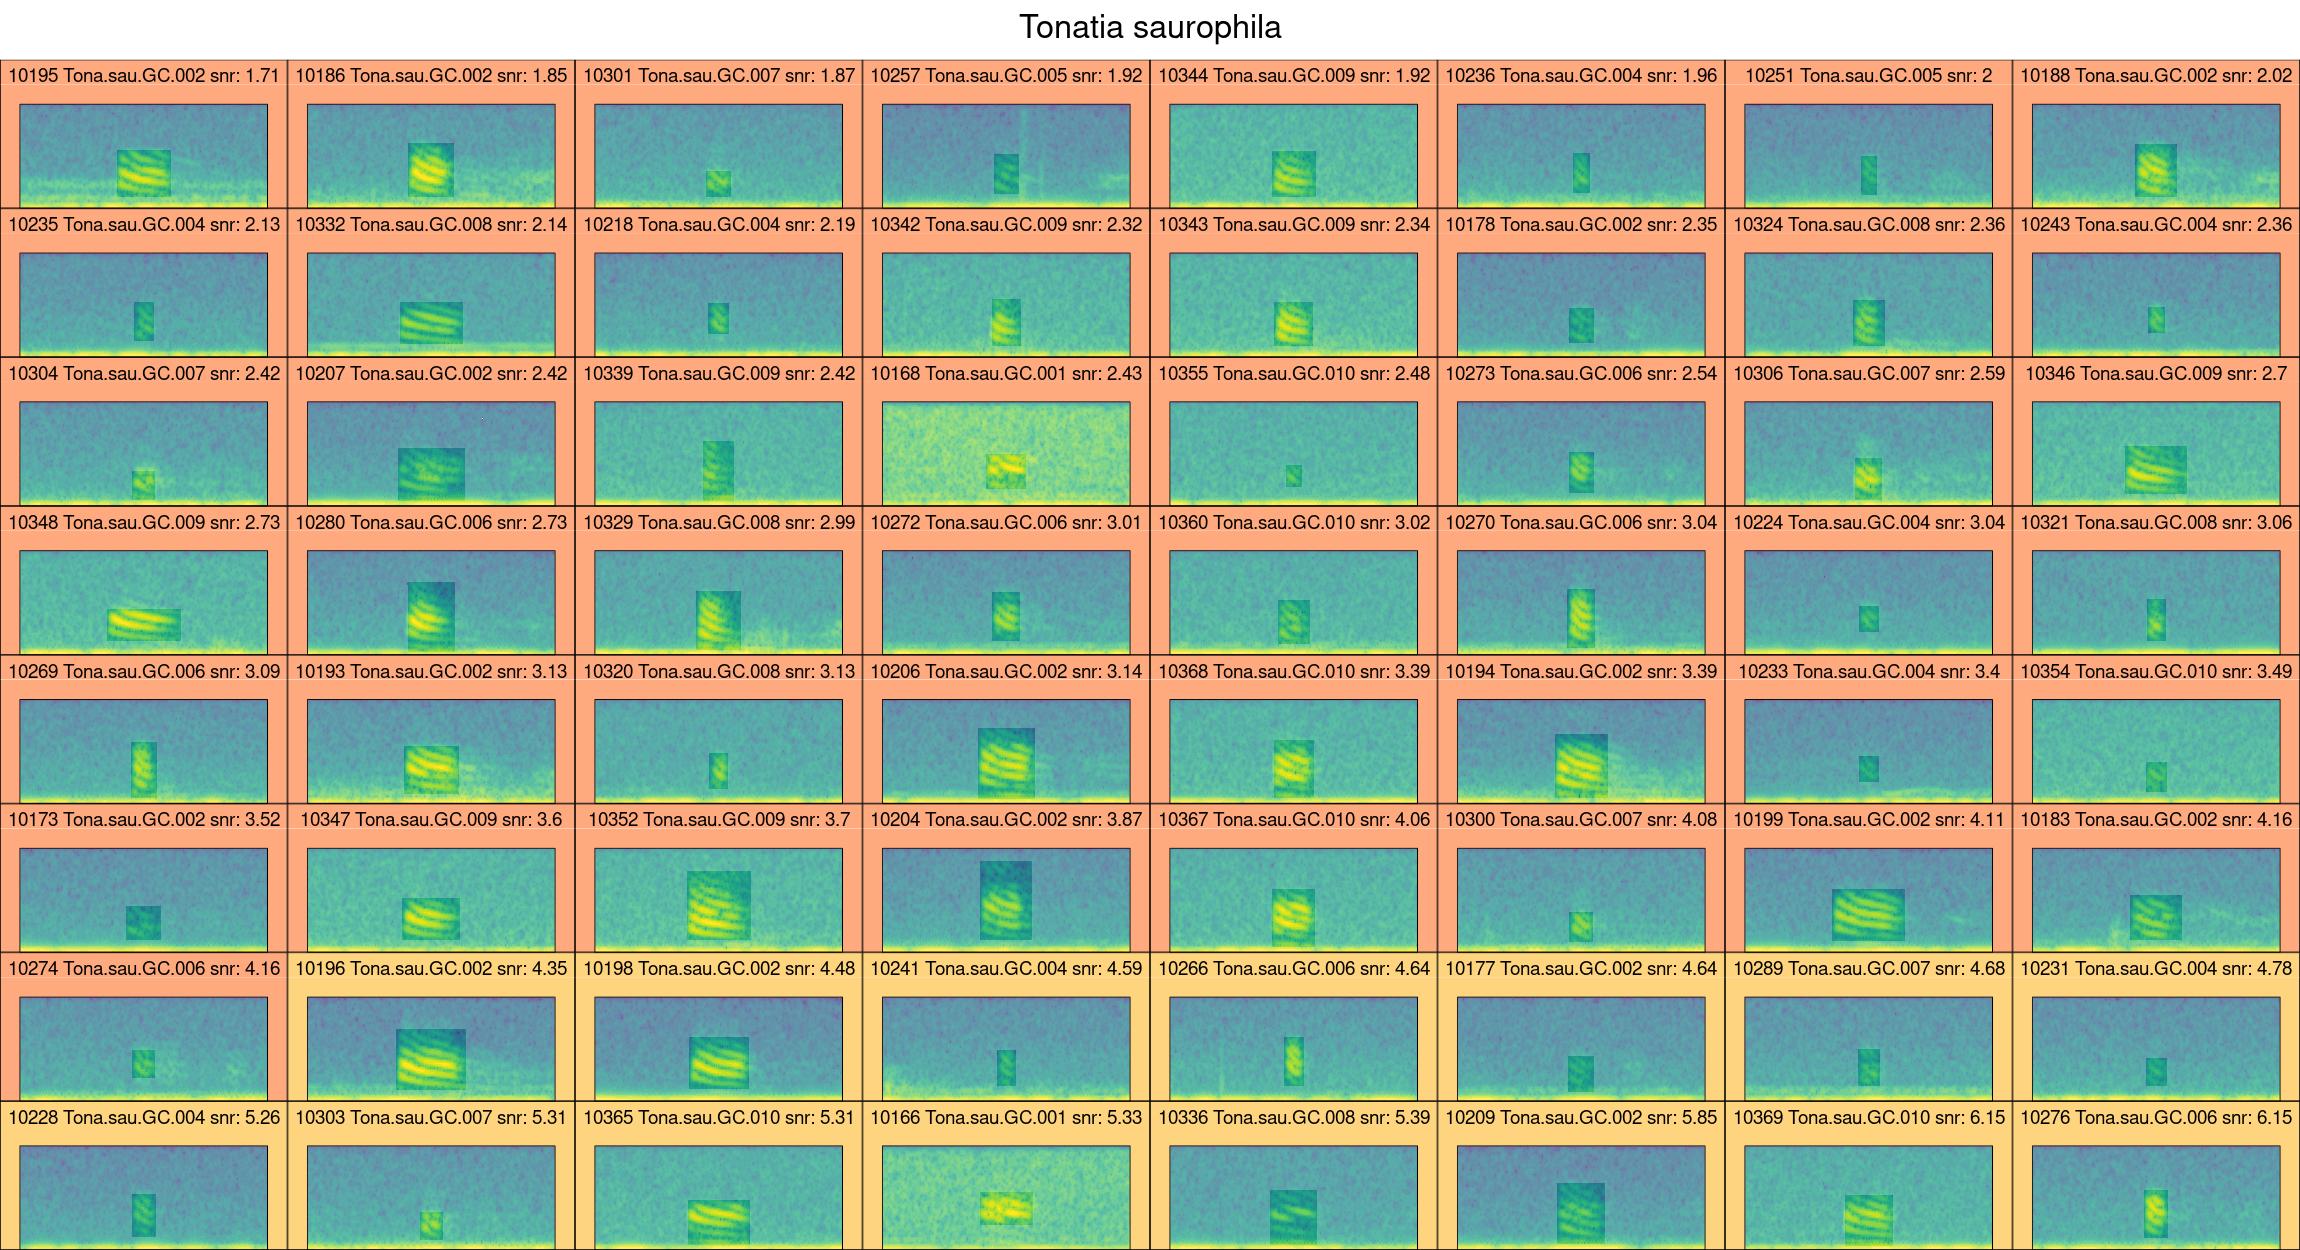 Tonatia saurophila
10195 Tona.sau.GC.002 snr: 1.71
10186 Tona.sau.GC.002 snr: 1.85
10301 Tona.sau.GC.007 snr: 1.87
10257 Tona.sau.GC.005 snr: 1.92
10344 Tona.sau.GC.009 snr: 1.92
10236 Tona.sau.GC.004 snr: 1.96
10251 Tona.sau.GC.005 snr: 2
10188 Tona.sau.GC.002 snr: 2.02
10235 Tona.sau.GC.004 snr: 2.13
10332 Tona.sau.GC.008 snr: 2.14
10218 Tona.sau.GC.004 snr: 2.19
10342 Tona.sau.GC.009 snr: 2.32
10343 Tona.sau.GC.009 snr: 2.34
10178 Tona.sau.GC.002 snr: 2.35
10324 Tona.sau.GC.008 snr: 2.36
10243 Tona.sau.GC.004 snr: 2.36
10304 Tona.sau.GC.007 snr: 2.42
10207 Tona.sau.GC.002 snr: 2.42
10339 Tona.sau.GC.009 snr: 2.42
10168 Tona.sau.GC.001 snr: 2.43
10355 Tona.sau.GC.010 snr: 2.48
10273 Tona.sau.GC.006 snr: 2.54
10306 Tona.sau.GC.007 snr: 2.59
10346 Tona.sau.GC.009 snr: 2.7
10348 Tona.sau.GC.009 snr: 2.73
10280 Tona.sau.GC.006 snr: 2.73
10329 Tona.sau.GC.008 snr: 2.99
10272 Tona.sau.GC.006 snr: 3.01
10360 Tona.sau.GC.010 snr: 3.02
10270 Tona.sau.GC.006 snr: 3.04
10224 Tona.sau.GC.004 snr: 3.04
10321 Tona.sau.GC.008 snr: 3.06
10269 Tona.sau.GC.006 snr: 3.09
10193 Tona.sau.GC.002 snr: 3.13
10320 Tona.sau.GC.008 snr: 3.13
10206 Tona.sau.GC.002 snr: 3.14
10368 Tona.sau.GC.010 snr: 3.39
10194 Tona.sau.GC.002 snr: 3.39
10233 Tona.sau.GC.004 snr: 3.4
10354 Tona.sau.GC.010 snr: 3.49
10173 Tona.sau.GC.002 snr: 3.52
10347 Tona.sau.GC.009 snr: 3.6
10352 Tona.sau.GC.009 snr: 3.7
10204 Tona.sau.GC.002 snr: 3.87
10367 Tona.sau.GC.010 snr: 4.06
10300 Tona.sau.GC.007 snr: 4.08
10199 Tona.sau.GC.002 snr: 4.11
10183 Tona.sau.GC.002 snr: 4.16
10274 Tona.sau.GC.006 snr: 4.16
10196 Tona.sau.GC.002 snr: 4.35
10198 Tona.sau.GC.002 snr: 4.48
10241 Tona.sau.GC.004 snr: 4.59
10266 Tona.sau.GC.006 snr: 4.64
10177 Tona.sau.GC.002 snr: 4.64
10289 Tona.sau.GC.007 snr: 4.68
10231 Tona.sau.GC.004 snr: 4.78
10228 Tona.sau.GC.004 snr: 5.26
10303 Tona.sau.GC.007 snr: 5.31
10365 Tona.sau.GC.010 snr: 5.31
10166 Tona.sau.GC.001 snr: 5.33
10336 Tona.sau.GC.008 snr: 5.39
10209 Tona.sau.GC.002 snr: 5.85
10369 Tona.sau.GC.010 snr: 6.15
10276 Tona.sau.GC.006 snr: 6.15